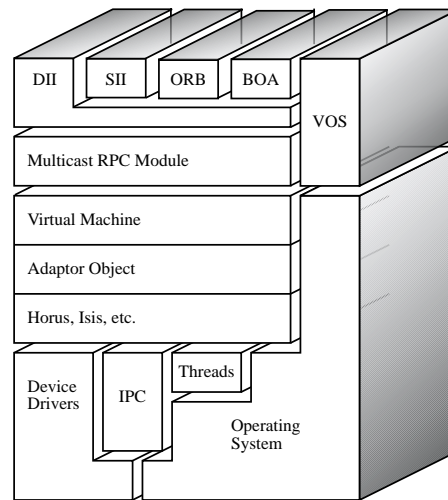 DII
SII
ORB
BOA
VOS
Multicast RPC Module
Virtual Machine
Adaptor Object
Horus, Isis, etc.
Device
Drivers
IPC
Threads
Operating
System